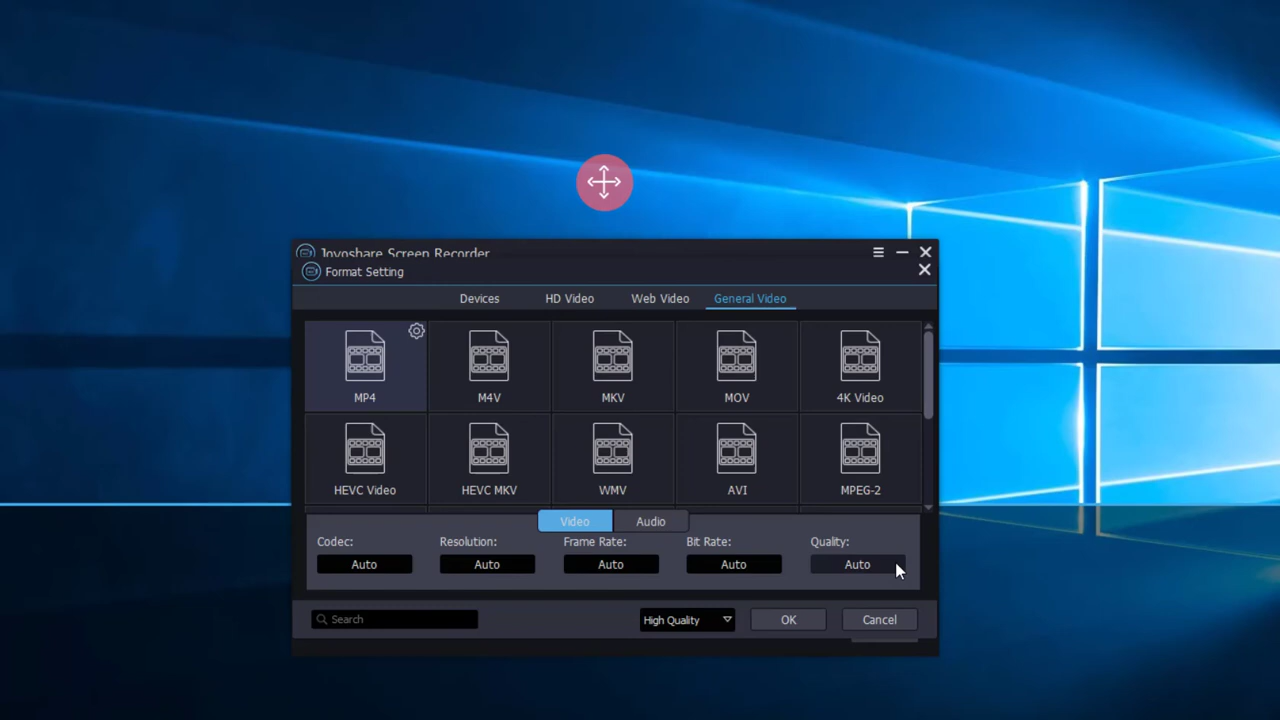 Joyoshare Screen Recorder
Format Setting
Devices HD Video Web Video General Video
MP4 M4V MKV MOV 4K Video
HEVC Video HEVC MKV WMV AVI MPEG-2
Video Audio
Codec: Resolution: Frame Rate: Bit Rate: Quality:
Auto Auto Auto Auto Auto
Search High Quality OK Cancel